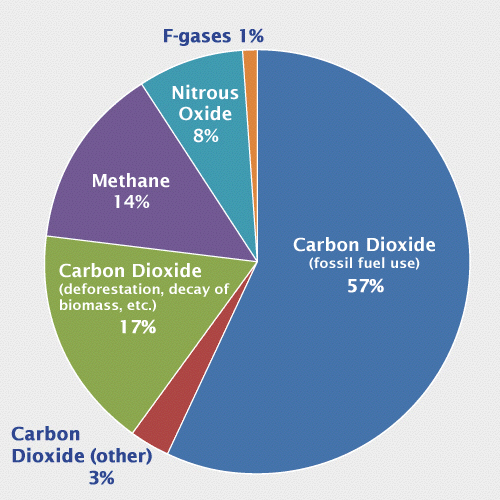 F-gases 1%
Nitrous
Oxide
8%
Methane
14%
Carbon Dioxide
(fossil fuel use)
57%
Carbon Dioxide
(deforestation, decay of
biomass, etc.)
17%
Carbon
Dioxide (other)
3%